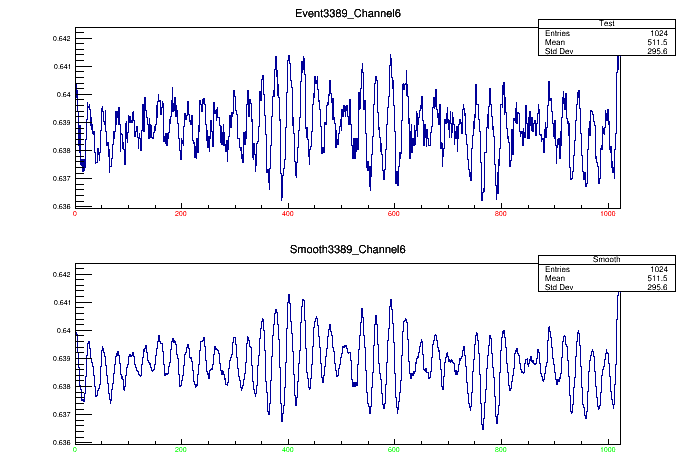 Event3389_Channel6
Test
Entries 1024
Mean 511.5
Std Dev 295.6
0.642
0.641
0.64
0.639
0.638
0.637
0.636
0 200 400 600 800 1000
Smooth3389_Channel6
Smooth
Entries 1024
Mean 511.5
Std Dev 295.6
0.642
0.641
0.64
0.639
0.638
0.637
0.636
0 200 400 600 800 1000